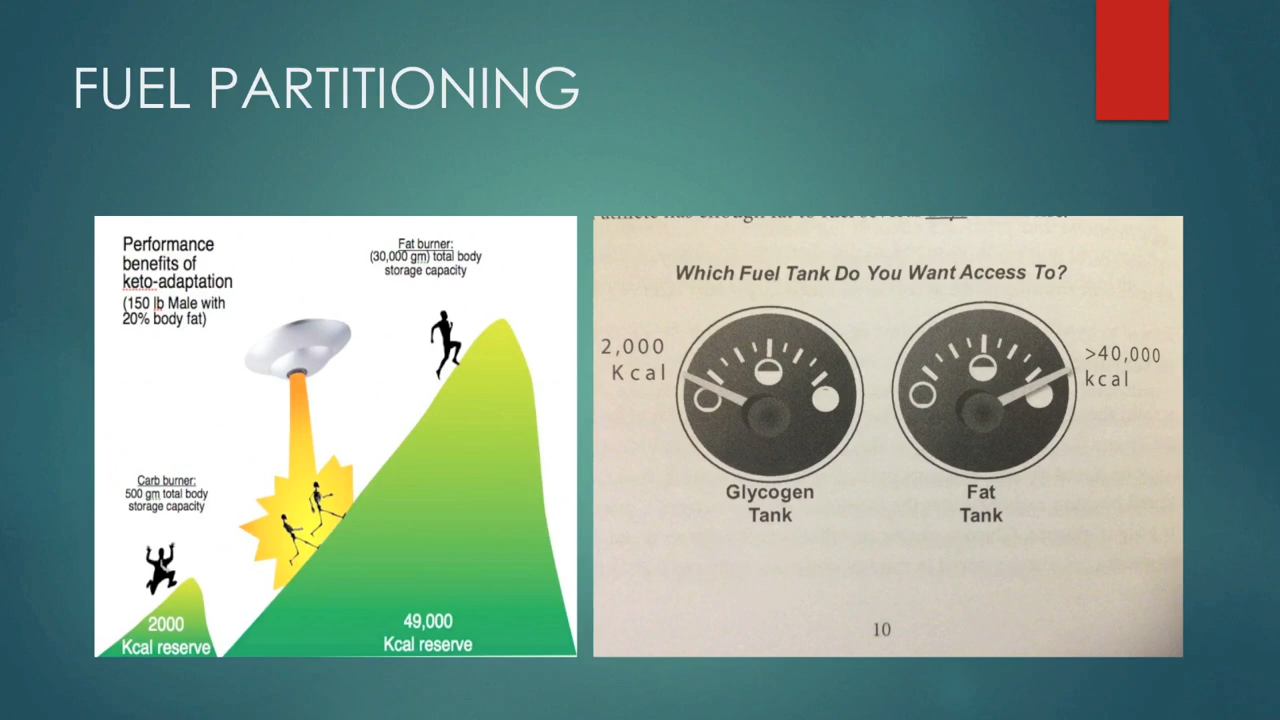 FUEL PARTITIONING
Performance
benefits of
keto-adaptation
(150 lb Male with
20% body fat)
Fat burner:
(30,000 gm) total body
storage capacity
Carb burner:
500 gm total body
storage capacity
2000
Kcal reserve
49,000
Kcal reserve
Which Fuel Tank Do You Want Access To?
2,000
Kcal
>40,000
kcal
Glycogen
Tank
Fat
Tank
10